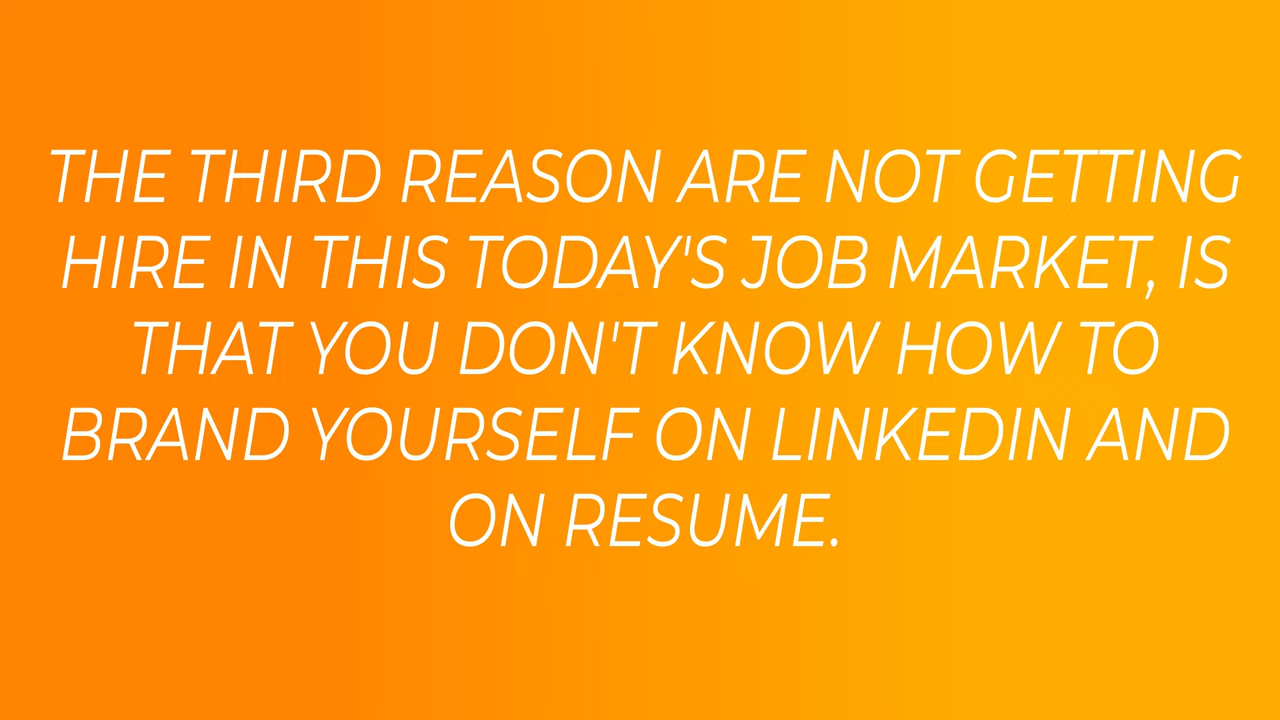 THE THIRD REASON ARE NOT GETTING
HIRE IN THIS TODAY'S JOB MARKET, IS
THAT YOU DON'T KNOW HOW TO
BRAND YOURSELF ON LINKEDIN AND
ON RESUME.